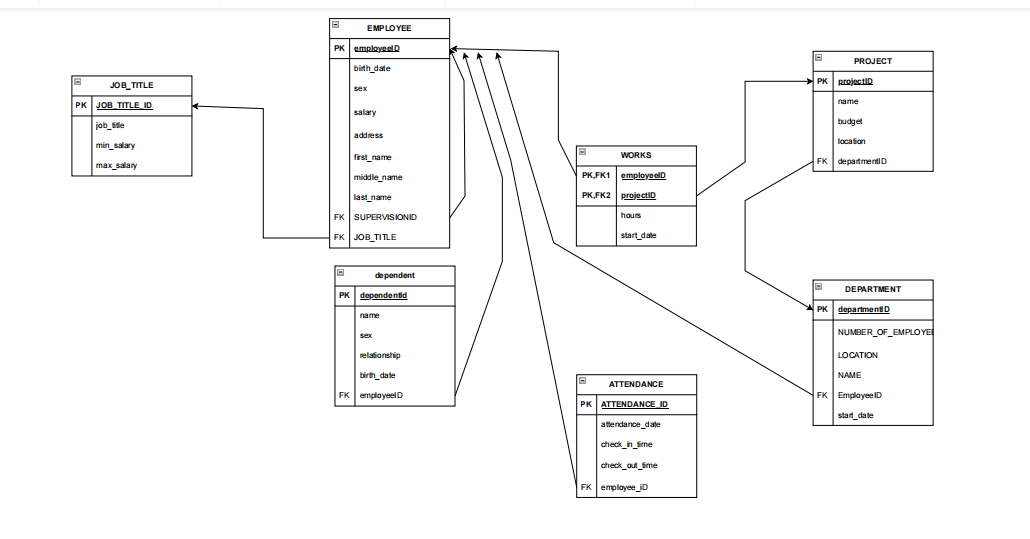 EMPLOYEE
PK employeeID
birth_date
sex
salary
address
first_name
middle_name
last_name
FK SUPERVISIONID
FK JOB_TITLE
JOB_TITLE
PK JOB_TITLE_ID
job_title
min_salary
max_salary
dependent
PK dependentId
name
sex
relationship
birth_date
FK employeeID
WORKS
PK,FK1 employeeID
PK,FK2 projectID
hours
start_date
ATTENDANCE
PK ATTENDANCE_ID
attendance_date
check_in_time
check_out_time
FK employee_iD
PROJECT
PK projectID
name
budget
location
FK departmentID
DEPARTMENT
PK departmentID
NUMBER_OF_EMPLOYEE
LOCATION
NAME
FK EmployeeID
start_date